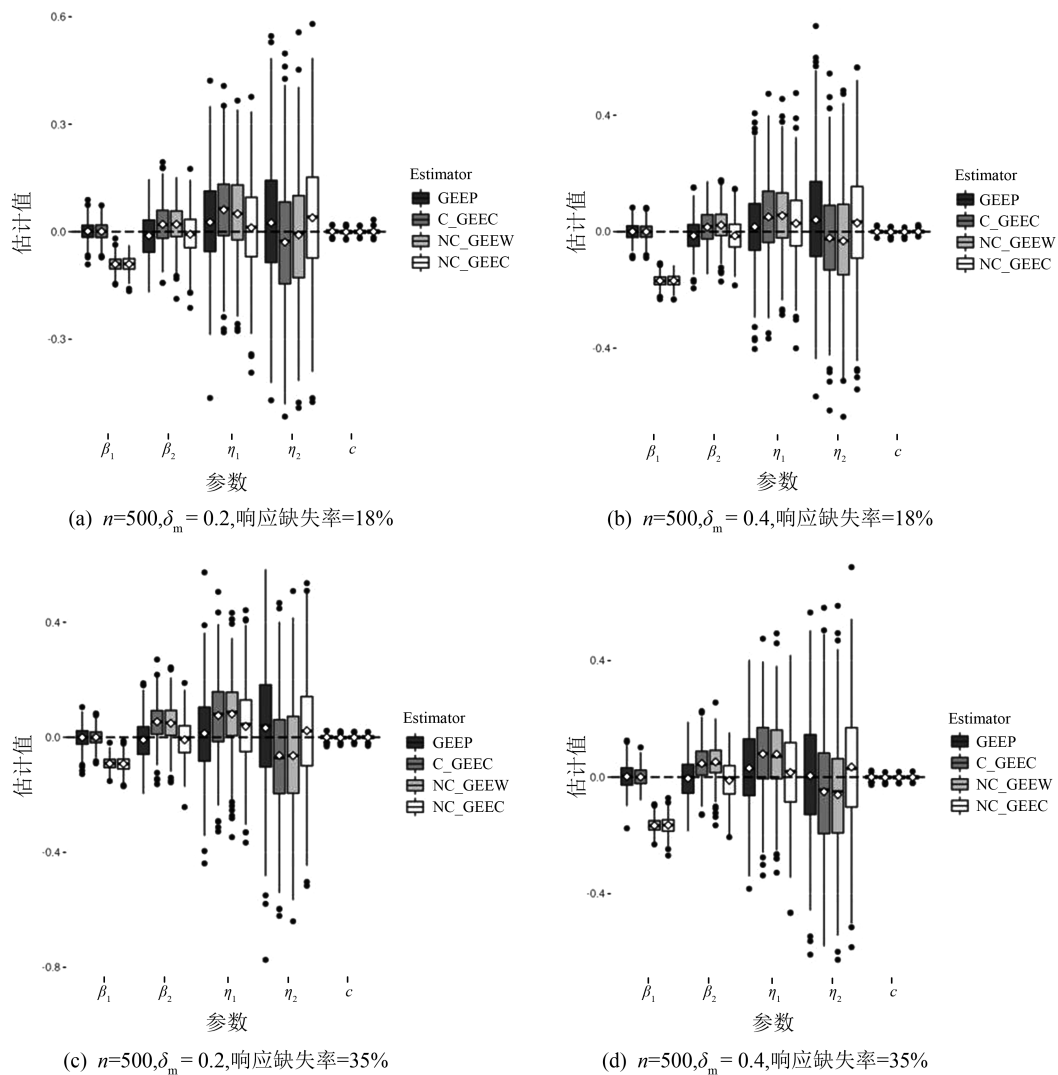 0.6
0.3
0.0
-0.3
估计值
β₁ β₂ η₁ η₂ c
参数
Estimator
GEEP
C_GEEC
NC_GEEW
NC_GEEC
(a) n=500,δₘ = 0.2,响应缺失率=18%
0.4
0.0
-0.4
估计值
β₁ β₂ η₁ η₂ c
参数
Estimator
GEEP
C_GEEC
NC_GEEW
NC_GEEC
(b) n=500,δₘ = 0.4,响应缺失率=18%
0.4
0.0
-0.4
-0.8
估计值
β₁ β₂ η₁ η₂ c
参数
Estimator
GEEP
C_GEEC
NC_GEEW
NC_GEEC
(c) n=500,δₘ = 0.2,响应缺失率=35%
0.4
0.0
-0.4
估计值
β₁ β₂ η₁ η₂ c
参数
Estimator
GEEP
C_GEEC
NC_GEEW
NC_GEEC
(d) n=500,δₘ = 0.4,响应缺失率=35%